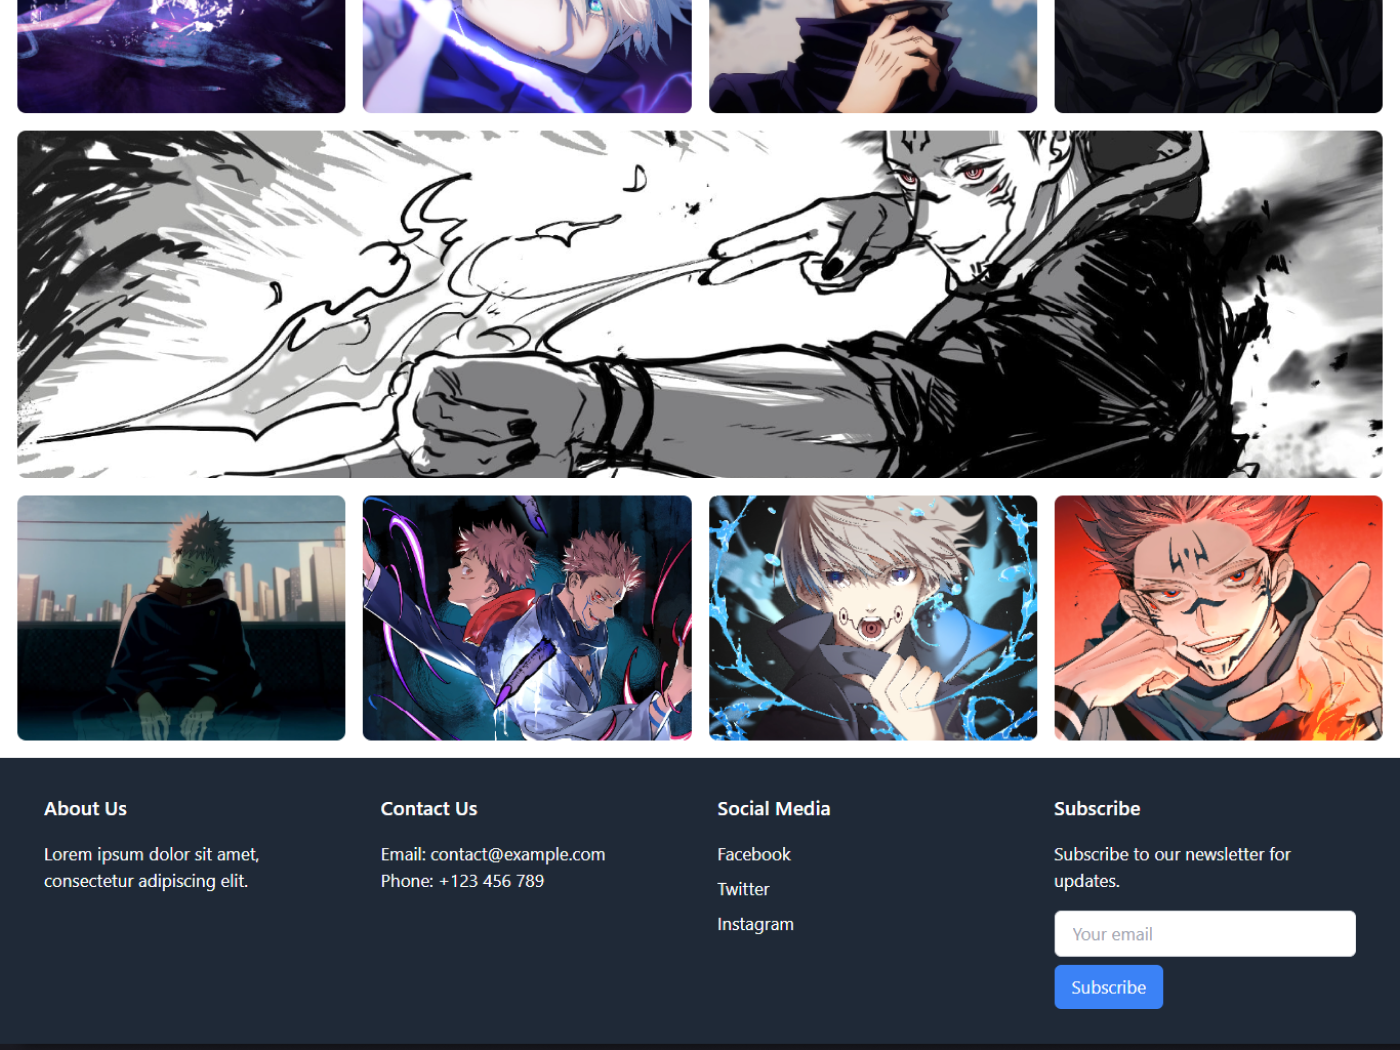 About Us
Lorem ipsum dolor sit amet,
consectetur adipiscing elit.
Contact Us
Email: contact@example.com
Phone: +123 456 789
Social Media
Facebook
Twitter
Instagram
Subscribe
Subscribe to our newsletter for
updates.
Your email
Subscribe